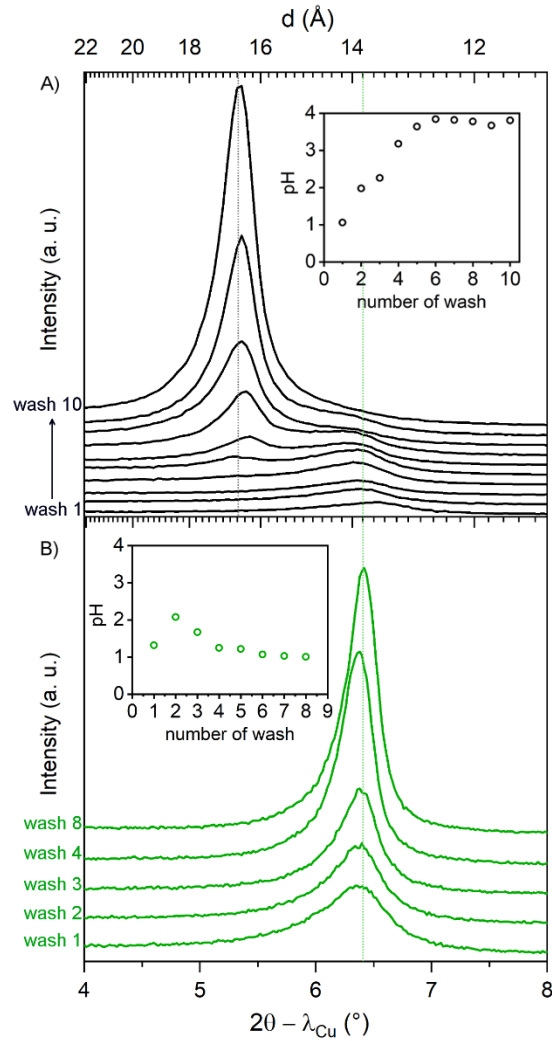 d (Å)
22 20 18 16 14 12
A)
4
3
2
1
0
pH
0 2 4 6 8 10
number of wash
Intensity (a. u.)
wash 10
wash 1
B)
4
3
2
1
0
pH
0 1 2 3 4 5 6 7 8 9
number of wash
Intensity (a. u.)
wash 8
wash 4
wash 3
wash 2
wash 1
4 5 6 7 8
2θ – λCu (°)